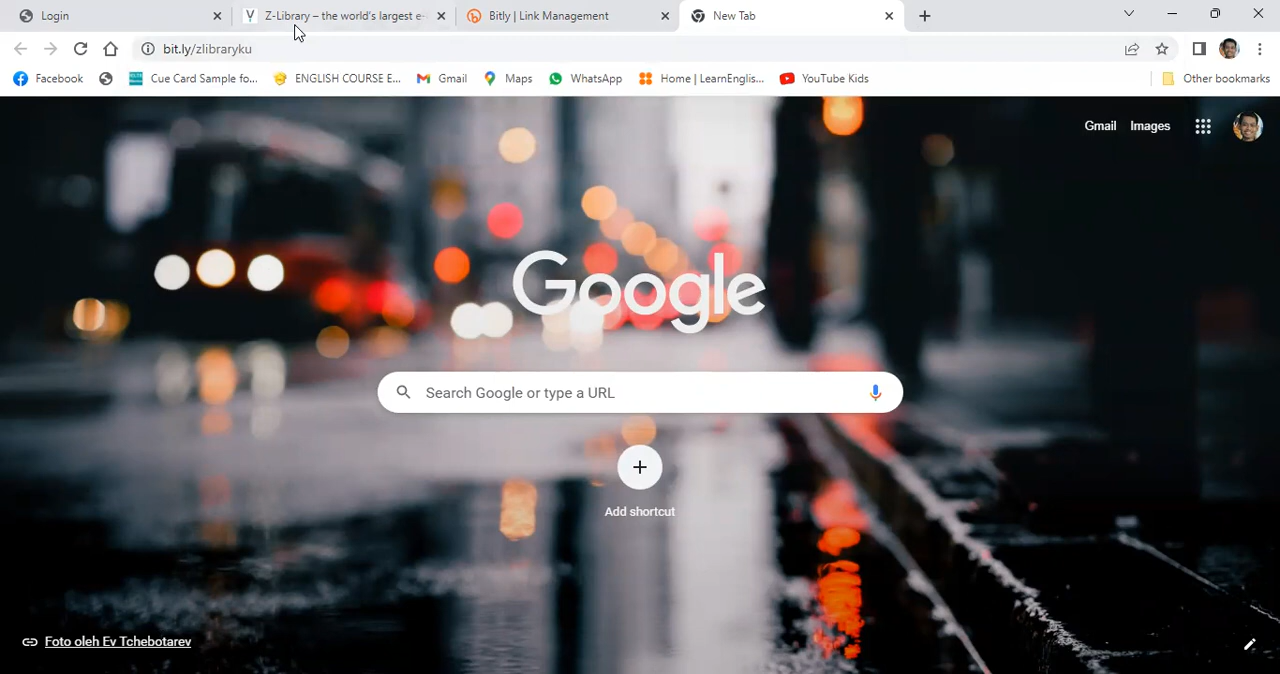 Login
Z-Library – the world's largest e-
Bitly | Link Management
New Tab
bit.ly/zlibraryku
Facebook
Cue Card Sample fo...
ENGLISH COURSE E...
Gmail
Maps
WhatsApp
Home | LearnEnglis...
YouTube Kids
Other bookmarks
Gmail
Images
Google
Search Google or type a URL
Add shortcut
Foto oleh Ev Tchebotarev